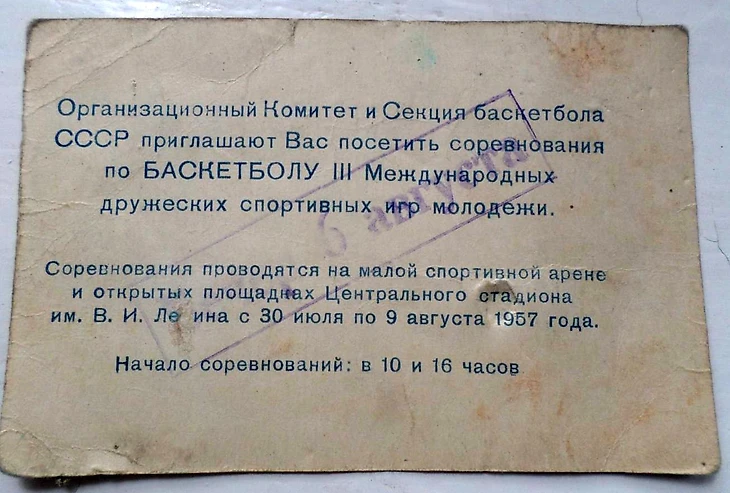 Организационный Комитет и Секция баскетбола
СССР приглашают Вас посетить соревнования
по БАСКЕТБОЛУ III Международных
дружеских спортивных игр молодежи.
6 августа
Соревнования проводятся на малой спортивной арене
и открытых площадках Центрального стадиона
им. В. И. Ле ина с 30 июля по 9 августа 1957 года.
Начало соревнований: в 10 и 16 часов